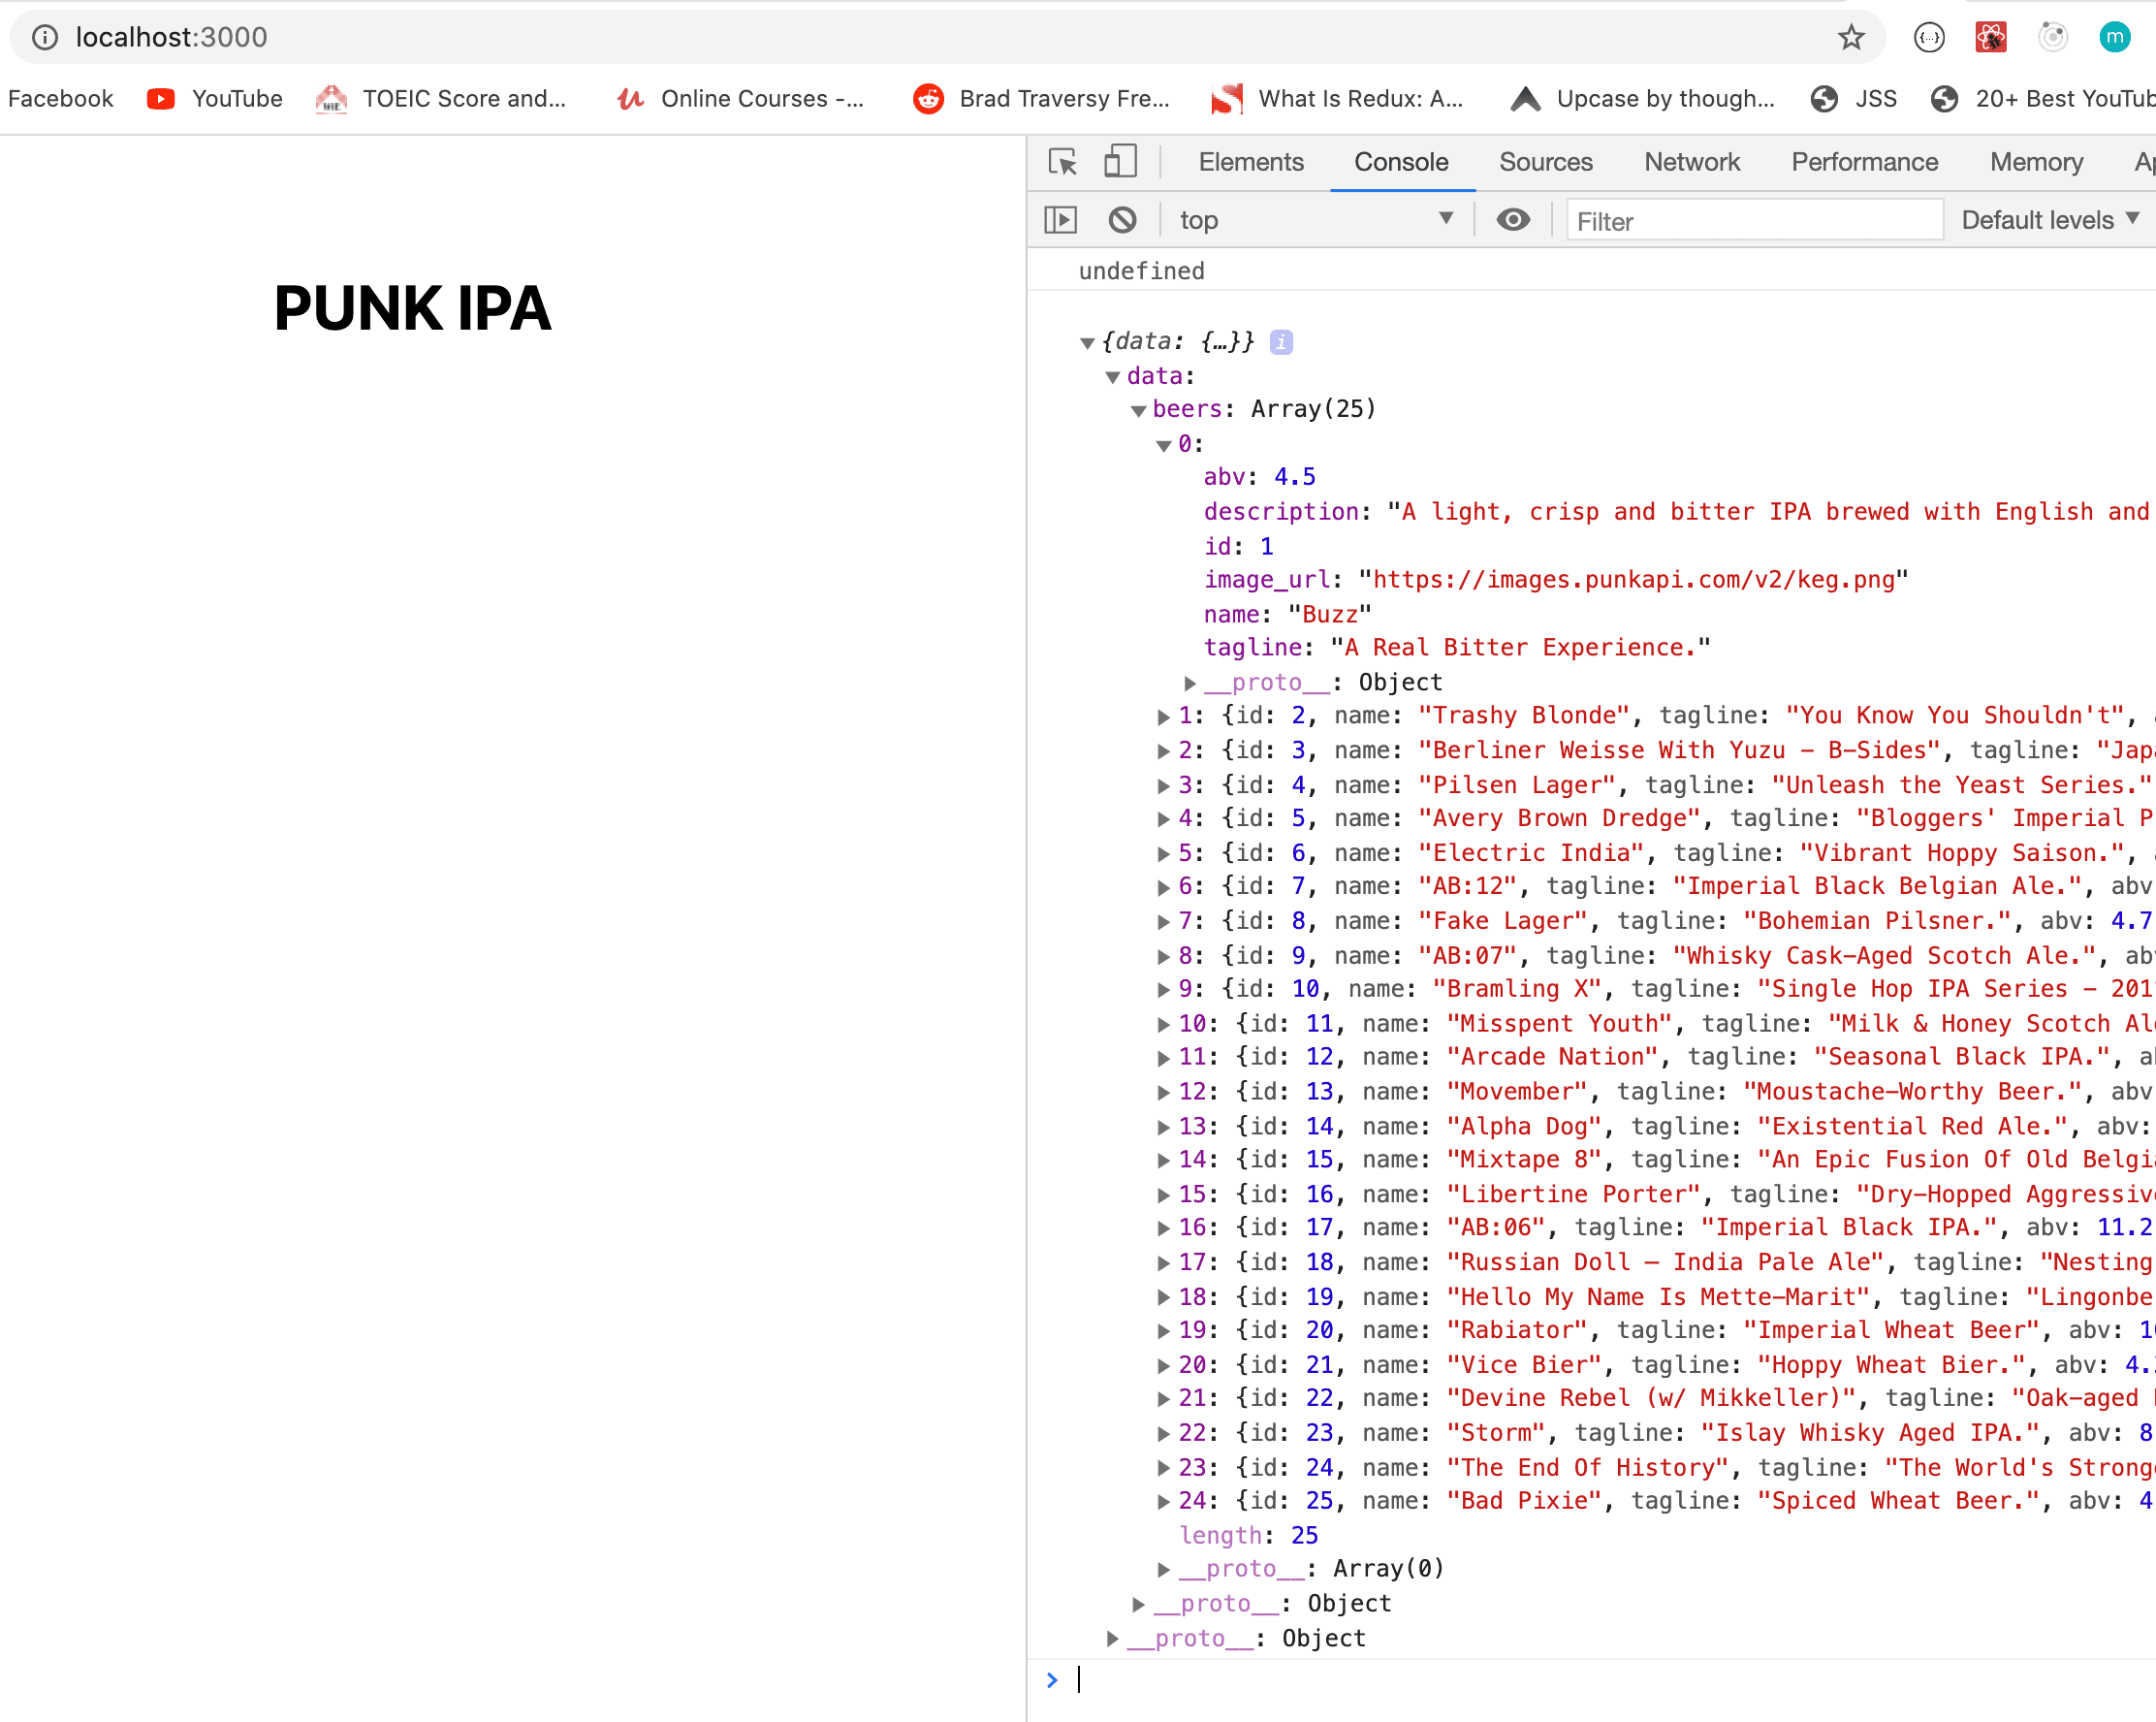 localhost:3000
Facebook YouTube TOEIC Score and... Online Courses -... Brad Traversy Fre... What Is Redux: A... Upcase by though... JSS 20+ Best YouTub
Elements Console Sources Network Performance Memory Ap
top Filter Default levels
undefined
PUNK IPA
{data: {…}} i
data:
beers: Array(25)
0:
abv: 4.5
description: "A light, crisp and bitter IPA brewed with English and
id: 1
image_url: "https://images.punkapi.com/v2/keg.png"
name: "Buzz"
tagline: "A Real Bitter Experience."
__proto__: Object
1: {id: 2, name: "Trashy Blonde", tagline: "You Know You Shouldn't",
2: {id: 3, name: "Berliner Weisse With Yuzu - B-Sides", tagline: "Japa
3: {id: 4, name: "Pilsen Lager", tagline: "Unleash the Yeast Series."
4: {id: 5, name: "Avery Brown Dredge", tagline: "Bloggers' Imperial P
5: {id: 6, name: "Electric India", tagline: "Vibrant Hoppy Saison.",
6: {id: 7, name: "AB:12", tagline: "Imperial Black Belgian Ale.", abv
7: {id: 8, name: "Fake Lager", tagline: "Bohemian Pilsner.", abv: 4.7
8: {id: 9, name: "AB:07", tagline: "Whisky Cask-Aged Scotch Ale.", ab
9: {id: 10, name: "Bramling X", tagline: "Single Hop IPA Series - 201
10: {id: 11, name: "Misspent Youth", tagline: "Milk & Honey Scotch Al
11: {id: 12, name: "Arcade Nation", tagline: "Seasonal Black IPA.", a
12: {id: 13, name: "Movember", tagline: "Moustache-Worthy Beer.", abv
13: {id: 14, name: "Alpha Dog", tagline: "Existential Red Ale.", abv:
14: {id: 15, name: "Mixtape 8", tagline: "An Epic Fusion Of Old Belgi
15: {id: 16, name: "Libertine Porter", tagline: "Dry-Hopped Aggressiv
16: {id: 17, name: "AB:06", tagline: "Imperial Black IPA.", abv: 11.2
17: {id: 18, name: "Russian Doll – India Pale Ale", tagline: "Nesting
18: {id: 19, name: "Hello My Name Is Mette-Marit", tagline: "Lingonbe
19: {id: 20, name: "Rabiator", tagline: "Imperial Wheat Beer", abv: 1
20: {id: 21, name: "Vice Bier", tagline: "Hoppy Wheat Bier.", abv: 4.
21: {id: 22, name: "Devine Rebel (w/ Mikkeller)", tagline: "Oak-aged
22: {id: 23, name: "Storm", tagline: "Islay Whisky Aged IPA.", abv: 8
23: {id: 24, name: "The End Of History", tagline: "The World's Strong
24: {id: 25, name: "Bad Pixie", tagline: "Spiced Wheat Beer.", abv: 4
length: 25
__proto__: Array(0)
__proto__: Object
__proto__: Object